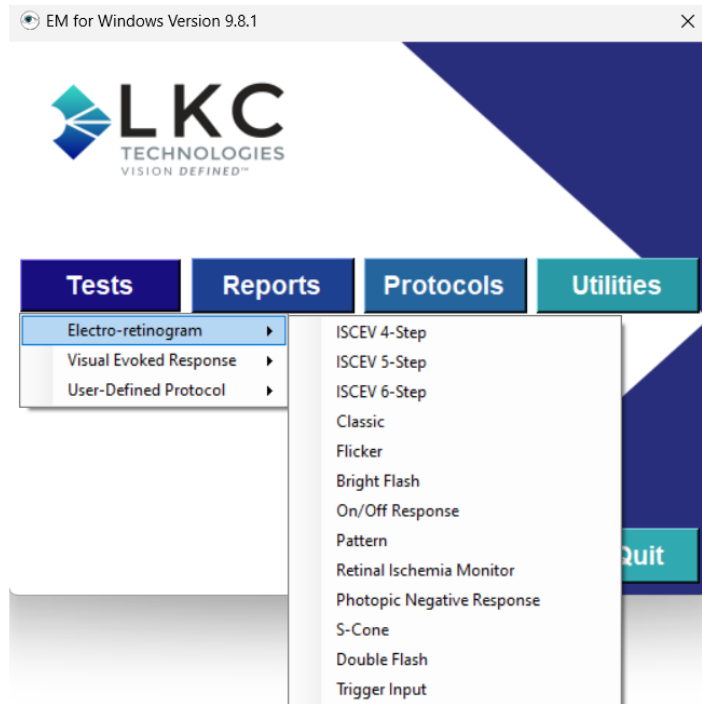 EM for Windows Version 9.8.1
LKC
TECHNOLOGIES
VISION DEFINED™
Tests Reports Protocols Utilities
Electro-retinogram
Visual Evoked Response
User-Defined Protocol
ISCEV 4-Step
ISCEV 5-Step
ISCEV 6-Step
Classic
Flicker
Bright Flash
On/Off Response
Pattern
Retinal Ischemia Monitor
Photopic Negative Response
S-Cone
Double Flash
Trigger Input
Quit